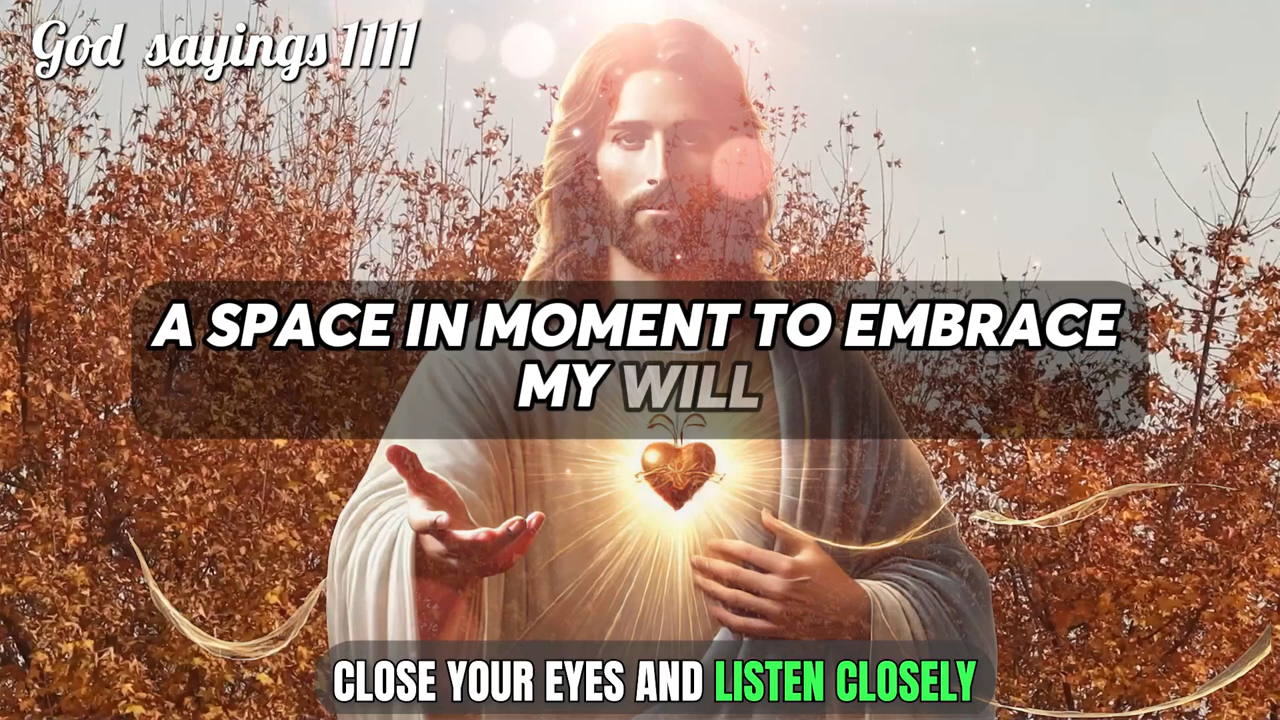 God sayings 1111
A SPACE IN MOMENT TO EMBRACE
MY WILL
CLOSE YOUR EYES AND LISTEN CLOSELY